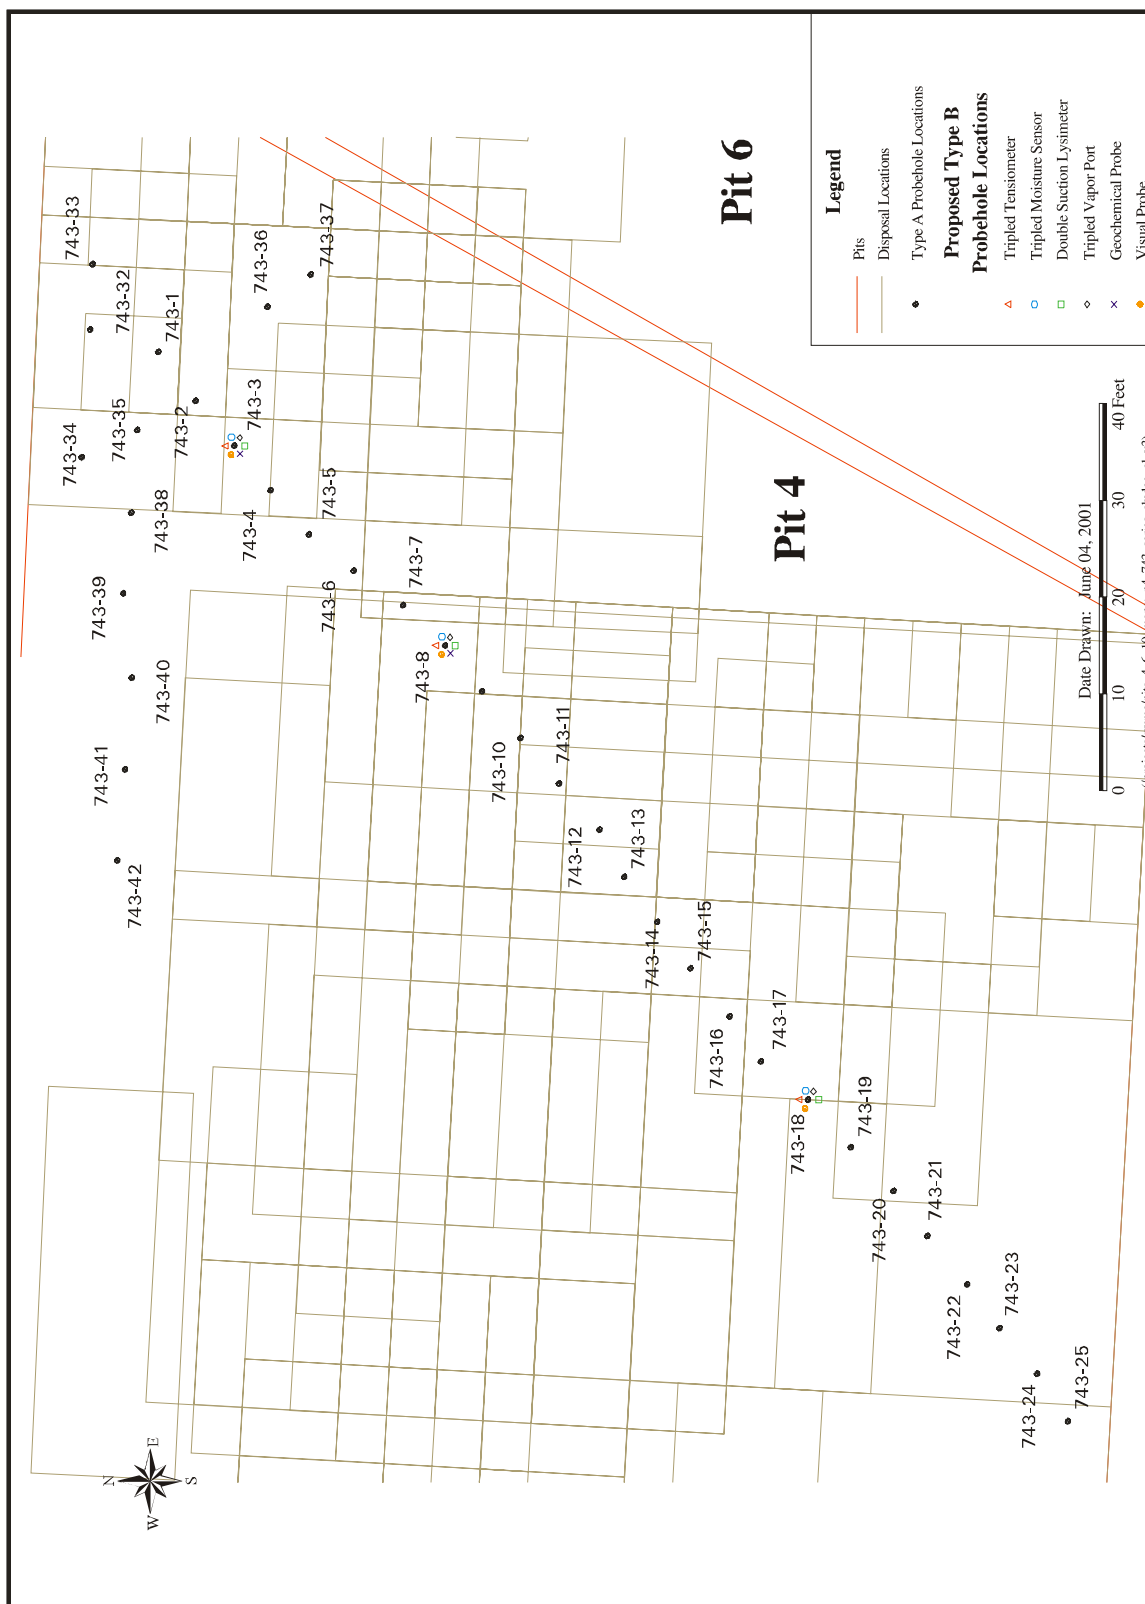 743-33
743-32
743-1
743-36
743-37
743-34
743-35
743-2
743-3
743-38
743-4
743-5
743-39
743-6
743-7
743-40
743-8
743-41
743-10
743-11
743-42
743-12
743-13
743-14
743-15
743-16
743-17
743-18
743-19
743-20
743-21
743-22
743-23
743-24
743-25
Pit 6
Pit 4
Legend
Pits
Disposal Locations
Type A Probehole Locations
Proposed Type B
Probehole Locations
Tripled Tensiometer
Tripled Moisture Sensor
Double Suction Lysimeter
Tripled Vapor Port
Geochemical Probe
Visual Probe
0 10 20 30 40 Feet
Date Drawn: June 04, 2001
N
E
S
W